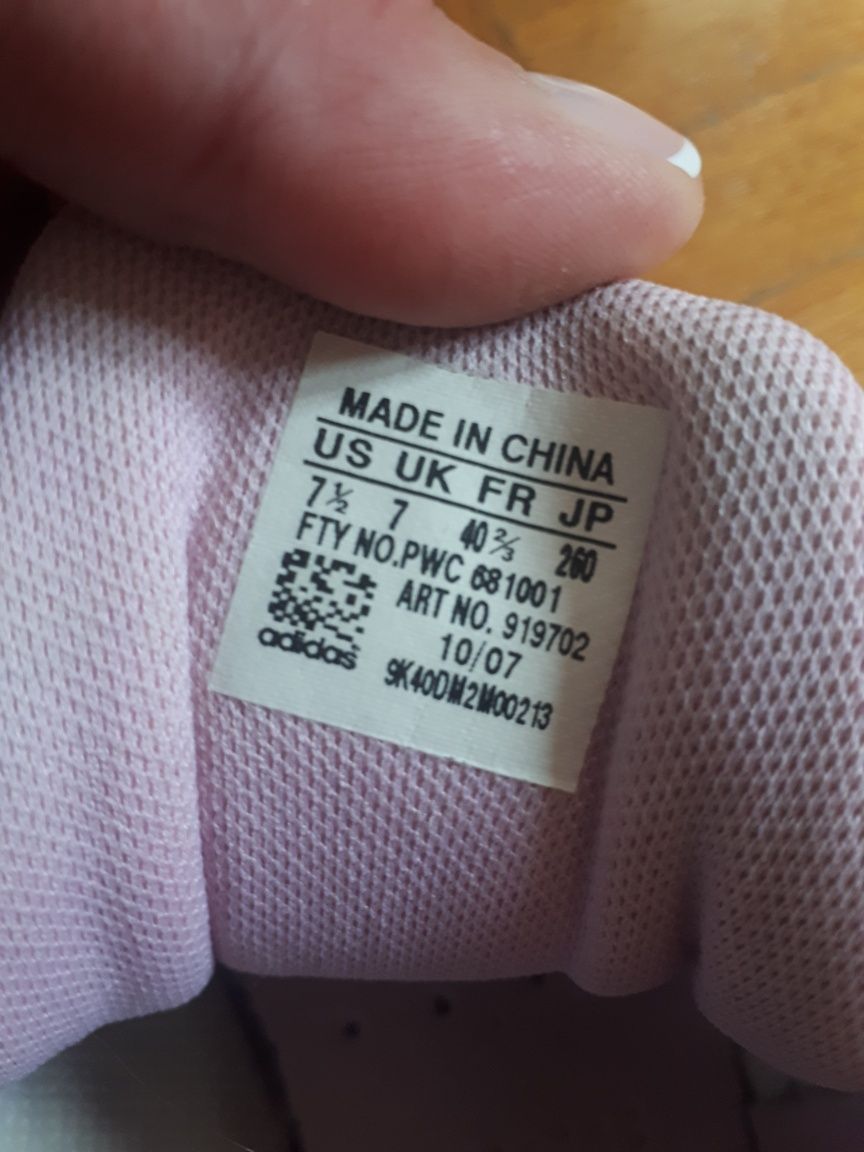 MADE IN CHINA
US UK FR JP
7½ 7 40⅔ 260
FTY NO.PWC 681001
ART NO. 919702
10/07
adidas
9K40DM2M00213